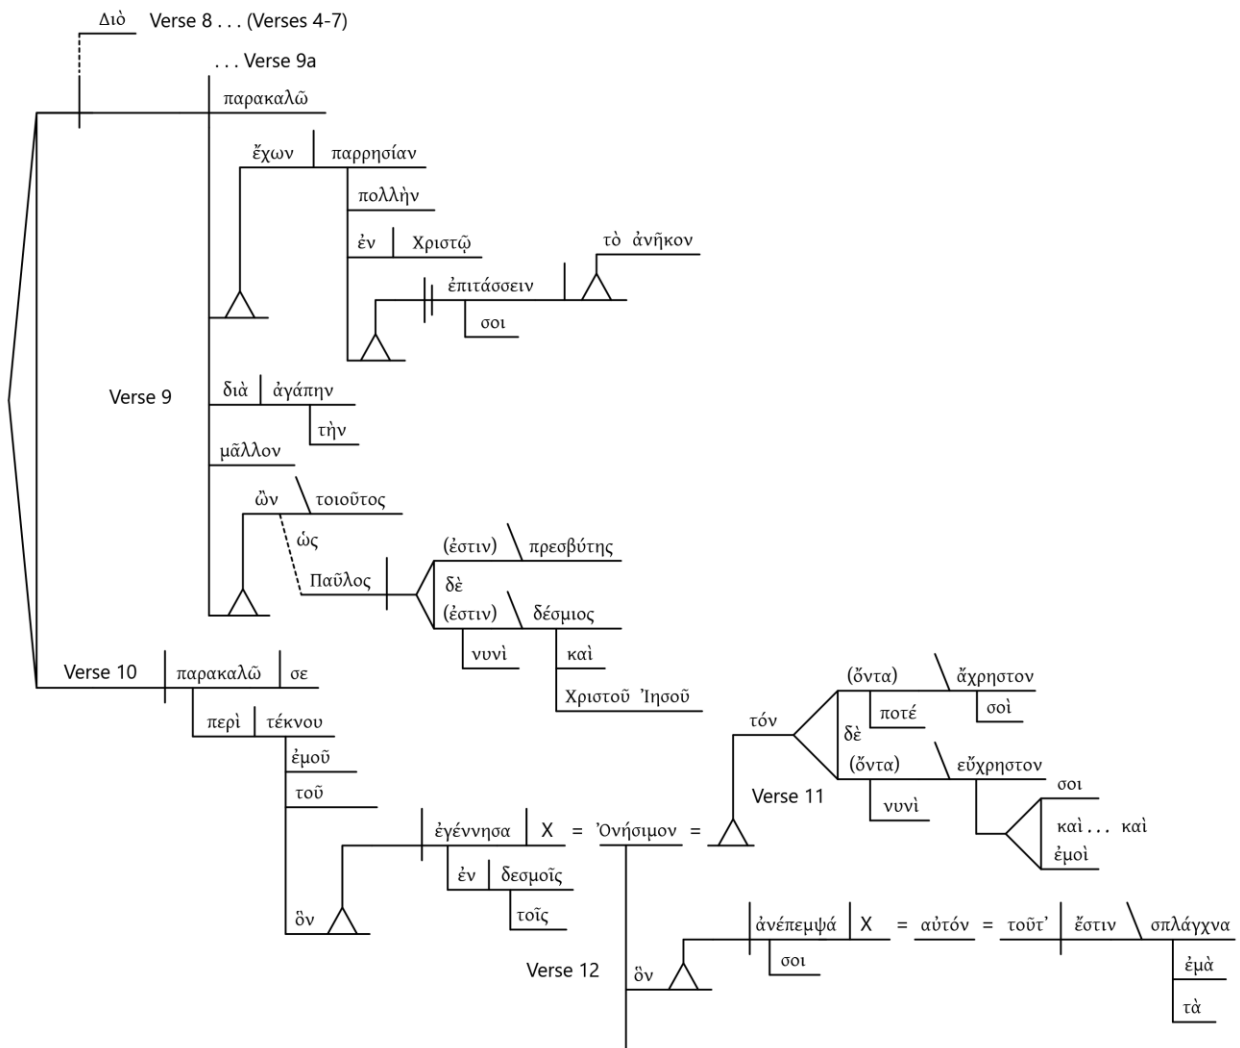 Διὸ Verse 8 . . . (Verses 4-7)
. . . Verse 9a
παρακαλῶ
ἔχων παρρησίαν
πολλὴν
ἐν Χριστῷ
τὸ ἀνῆκον
ἐπιτάσσειν
σοι
Verse 9
διὰ ἀγάπην
τὴν
μᾶλλον
ὢν τοιοῦτος
ὡς
(ἐστιν) πρεσβύτης
Παῦλος
δὲ
(ἐστιν) δέσμιος
νυνὶ καὶ
Χριστοῦ Ἰησοῦ
Verse 10 παρακαλῶ σε
περὶ τέκνου
ἐμοῦ
τοῦ
(ὄντα) ἄχρηστον
ποτέ σοὶ
τόν
δὲ
(ὄντα) εὔχρηστον
Verse 11
νυνὶ
σοι
καὶ . . . καὶ
ἐμοὶ
ἐγέννησα X = Ὀνήσιμον =
ἐν δεσμοῖς
τοῖς
ὃν
ἀνέπεμψά X = αὐτόν = τοῦτ’ ἔστιν σπλάγχνα
σοι
Verse 12 ὃν
ἐμὰ
τὰ